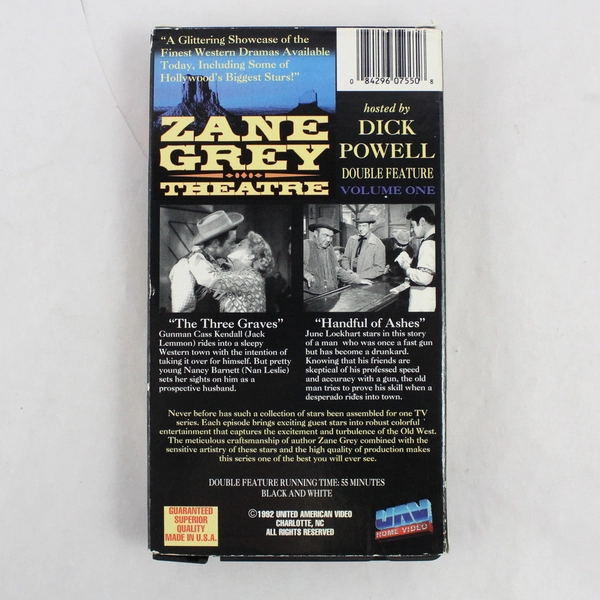 “A Glittering Showcase of the
Finest Western Dramas Available
Today, Including Some of
Hollywood's Biggest Stars!”
0 84296 07550 8
ZANE
GREY
THEATRE
hosted by
DICK
POWELL
DOUBLE FEATURE
VOLUME ONE
“The Three Graves”
Gunman Cass Kendall (Jack
Lemmon) rides into a sleepy
Western town with the intention of
taking it over for himself. But pretty
young Nancy Barnett (Nan Leslie)
sets her sights on him as a
prospective husband.
“Handful of Ashes”
June Lockhart stars in this story
of a man who was once a fast gun
but has become a drunkard.
Knowing that his friends are
skeptical of his professed speed
and accuracy with a gun, the old
man tries to prove his skill when a
desperado rides into town.
Never before has such a collection of stars been assembled for one TV
series. Each episode brings exciting guest stars into robust colorful
entertainment that captures the excitement and turbulence of the Old West.
The meticulous craftsmanship of author Zane Grey combined with the
sensitive artistry of these stars and the high quality of production makes
this series one of the best you will ever see.
DOUBLE FEATURE RUNNING TIME: 55 MINUTES
BLACK AND WHITE
GUARANTEED
SUPERIOR
QUALITY
MADE IN U.S.A.
©1992 UNITED AMERICAN VIDEO
CHARLOTTE, NC
ALL RIGHTS RESERVED
UAV
HOME VIDEO